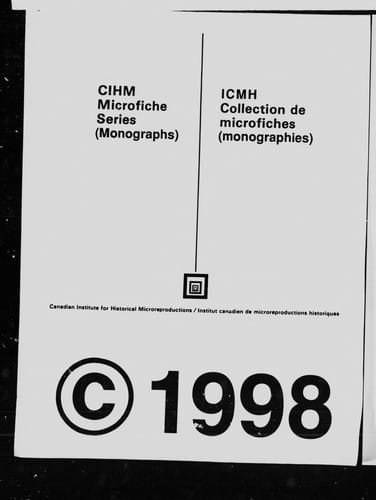 CIHM
Microfiche
Series
(Monographs)
ICMH
Collection de
microfiches
(monographies)
Canadian Institute for Historical Microreproductions / Institut canadien de microreproductions historiques
© 1998